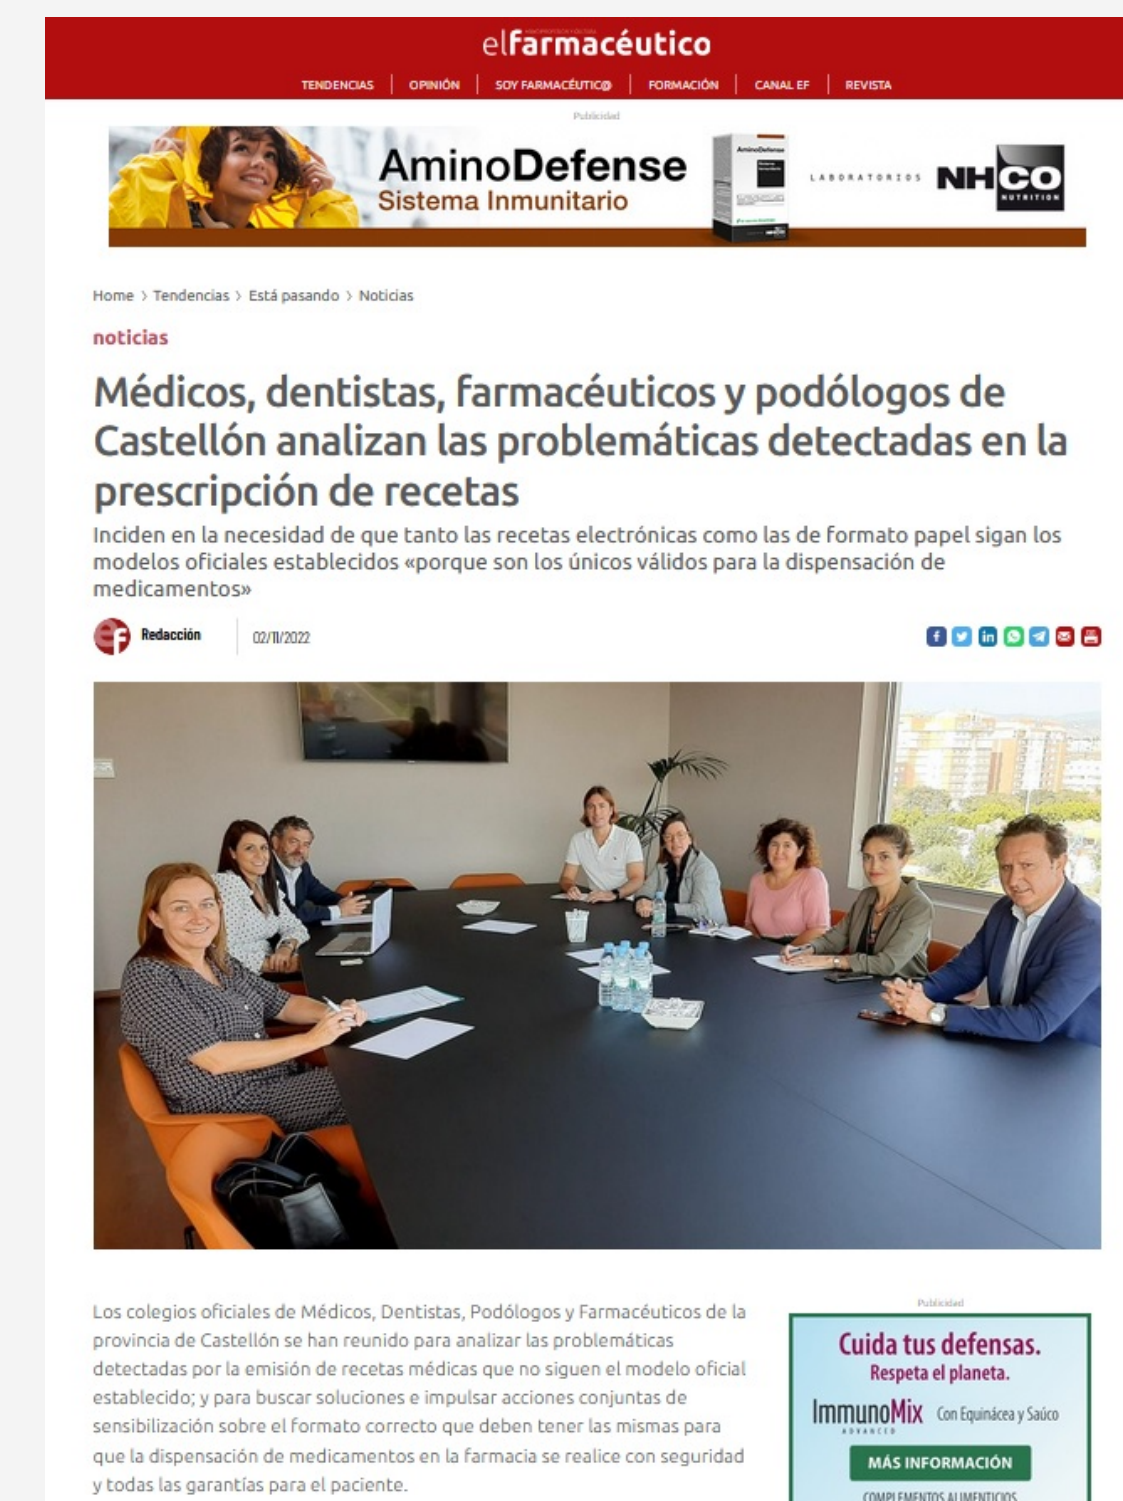 elfarmacéutico
TENDENCIAS
OPINIÓN
SOY FARMACÉUTIC@
FORMACIÓN
CANAL EF
REVISTA
Publicidad
AminoDefense
Sistema Inmunitario
AminoDefense
LABORATORIOS
NHCO
NUTRITION
Home > Tendencias > Está pasando > Noticias
noticias
Médicos, dentistas, farmacéuticos y podólogos de
Castellón analizan las problemáticas detectadas en la
prescripción de recetas
Inciden en la necesidad de que tanto las recetas electrónicas como las de formato papel sigan los
modelos oficiales establecidos «porque son los únicos válidos para la dispensación de
medicamentos»
ef
Redacción
02/11/2022
Los colegios oficiales de Médicos, Dentistas, Podólogos y Farmacéuticos de la
provincia de Castellón se han reunido para analizar las problemáticas
detectadas por la emisión de recetas médicas que no siguen el modelo oficial
establecido; y para buscar soluciones e impulsar acciones conjuntas de
sensibilización sobre el formato correcto que deben tener las mismas para
que la dispensación de medicamentos en la farmacia se realice con seguridad
y todas las garantías para el paciente.
Publicidad
Cuida tus defensas.
Respeta el planeta.
ImmunoMix Con Equinácea y Saúco
ADVANCED
MÁS INFORMACIÓN
COMPLEMENTOS ALIMENTICIOS